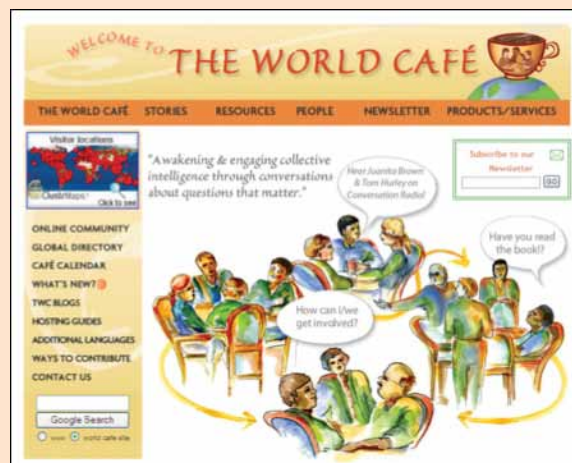 WELCOME TO
THE WORLD CAFÉ
THE WORLD CAFÉ STORIES RESOURCES PEOPLE NEWSLETTER PRODUCTS/SERVICES
Visitor locations
ClustrMaps
Click to see
"Awakening & engaging collective
intelligence through conversations
about questions that matter."
Hear Juanita Brown
& Tom Hurley on
Conversation Radio!
Subscribe to our
Newsletter
GO
ONLINE COMMUNITY
GLOBAL DIRECTORY
CAFÉ CALENDAR
WHAT'S NEW?
TWC BLOGS
HOSTING GUIDES
ADDITIONAL LANGUAGES
WAYS TO CONTRIBUTE
CONTACT US
Have you read
the book!?
How can I/we
get involved?
Google Search
www world cafe site